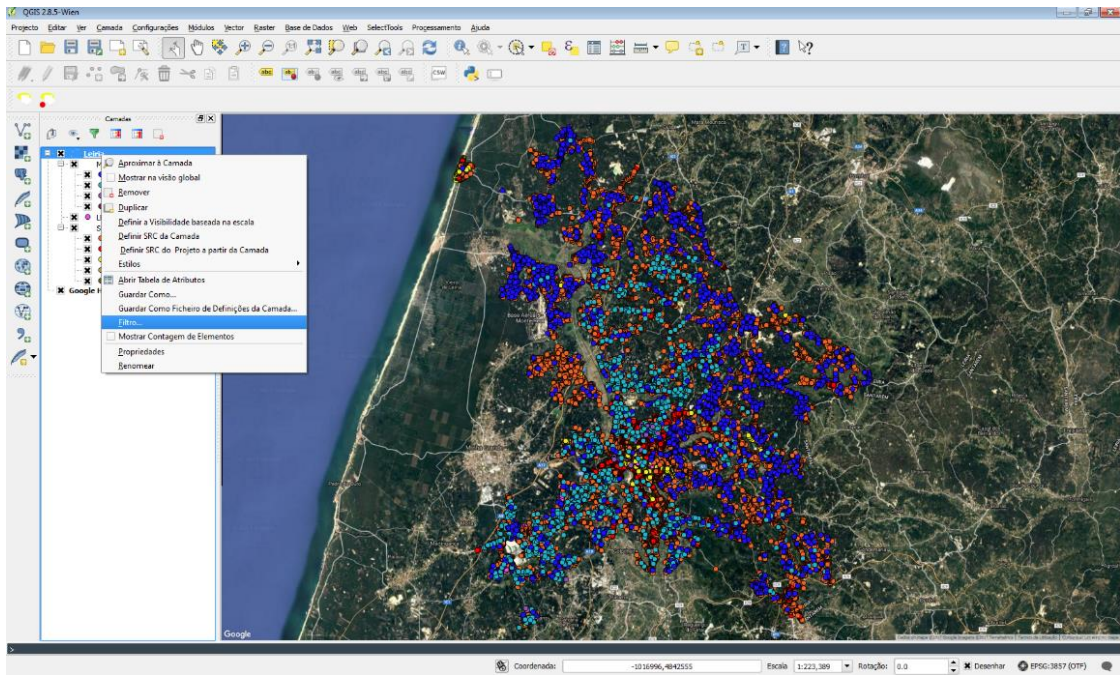 QGIS 2.8.5-Wien
Projecto Editar Ver Camada Configurações Módulos Vector Raster Base de Dados Web SelectTools Processamento Ajuda
CSW
Camadas
Leiria
Aproximar à Camada
Mostrar na visão global
Remover
Duplicar
Definir a Visibilidade baseada na escala
Definir SRC da Camada
Definir SRC do Projeto a partir da Camada
Estilos
Abrir Tabela de Atributos
Guardar Como...
Guardar Como Ficheiro de Definições da Camada...
Filtro...
Mostrar Contagem de Elementos
Propriedades
Renomear
M
U
S
Google H
Google
>
Coordenada: -1016996,4842555 Escala 1:223,389 Rotação: 0.0 Desenhar EPSG:3857 (OTF)